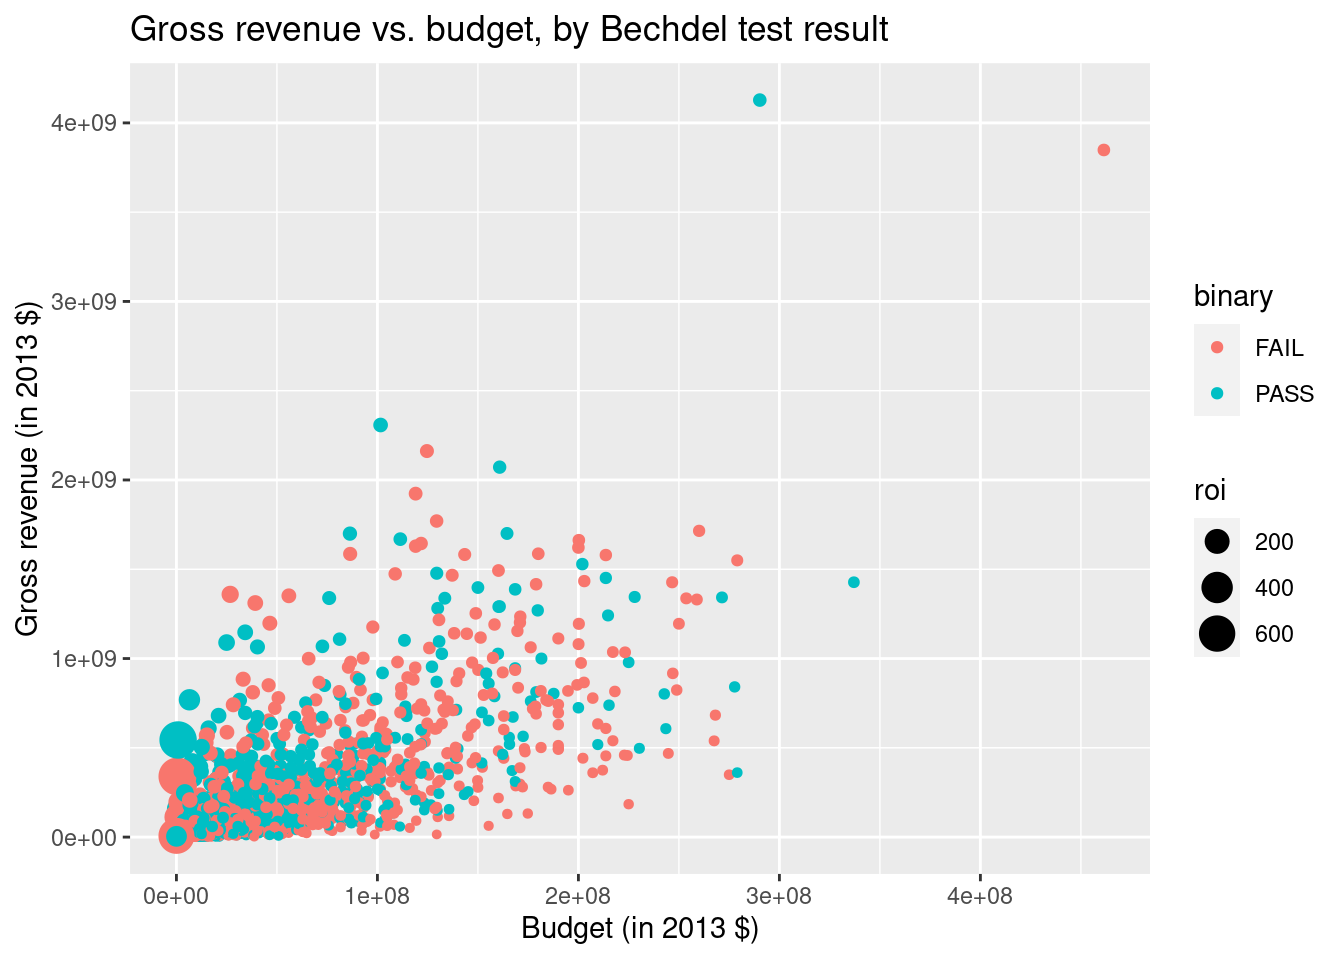 Gross revenue vs. budget, by Bechdel test result
Gross revenue (in 2013 $)
4e+09
3e+09
2e+09
1e+09
0e+00
0e+00
1e+08
2e+08
3e+08
4e+08
Budget (in 2013 $)
binary
FAIL
PASS
roi
200
400
600